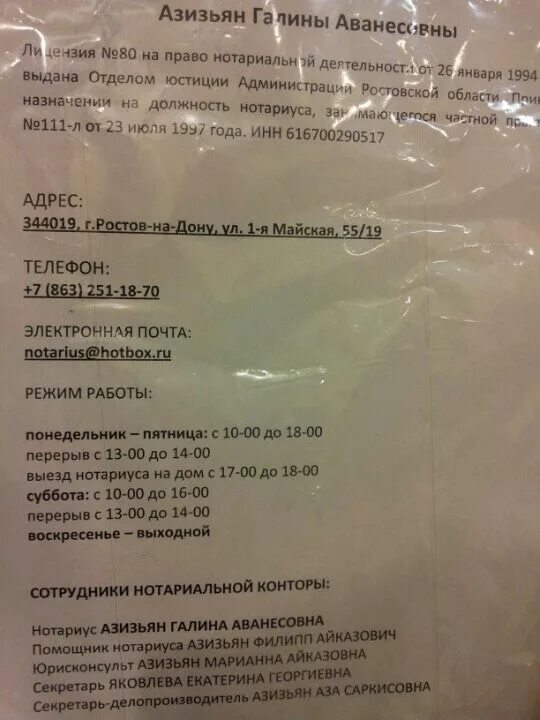 Азизьян Галины Аванесовны
Лицензия №80 на право нотариальной деятельности от 26 января 1994
выдана Отделом юстиции Администрации Ростовской области.
назначении на должность нотариуса, занимающегося частной
№111-л от 23 июля 1997 года. ИНН 616700290517
АДРЕС:
344019, г.Ростов-на-Дону, ул. 1-я Майская, 55/19
ТЕЛЕФОН:
+7 (863) 251-18-70
ЭЛЕКТРОННАЯ ПОЧТА:
notarius@hotbox.ru
РЕЖИМ РАБОТЫ:
понедельник – пятница: с 10-00 до 18-00
перерыв с 13-00 до 14-00
выезд нотариуса на дом с 17-00 до 18-00
суббота: с 10-00 до 16-00
перерыв с 13-00 до 14-00
воскресенье – выходной
СОТРУДНИКИ НОТАРИАЛЬНОЙ КОНТОРЫ:
Нотариус АЗИЗЬЯН ГАЛИНА АВАНЕСОВНА
Помощник нотариуса АЗИЗЬЯН ФИЛИПП АЙКАЗОВИЧ
Юрисконсульт АЗИЗЬЯН МАРИАННА АЙКАЗОВНА
Секретарь ЯКОВЛЕВА ЕКАТЕРИНА ГЕОРГИЕВНА
Секретарь-делопроизводитель АЗИЗЬЯН АЗА САРКИСОВНА